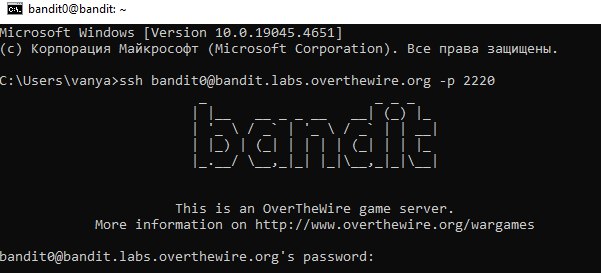 bandit0@bandit: ~
Microsoft Windows [Version 10.0.19045.4651]
(c) Корпорация Майкрософт (Microsoft Corporation). Все права защищены.
C:\Users\vanya>ssh bandit0@bandit.labs.overthewire.org -p 2220
bandit
This is an OverTheWire game server.
More information on http://www.overthewire.org/wargames
bandit0@bandit.labs.overthewire.org's password: